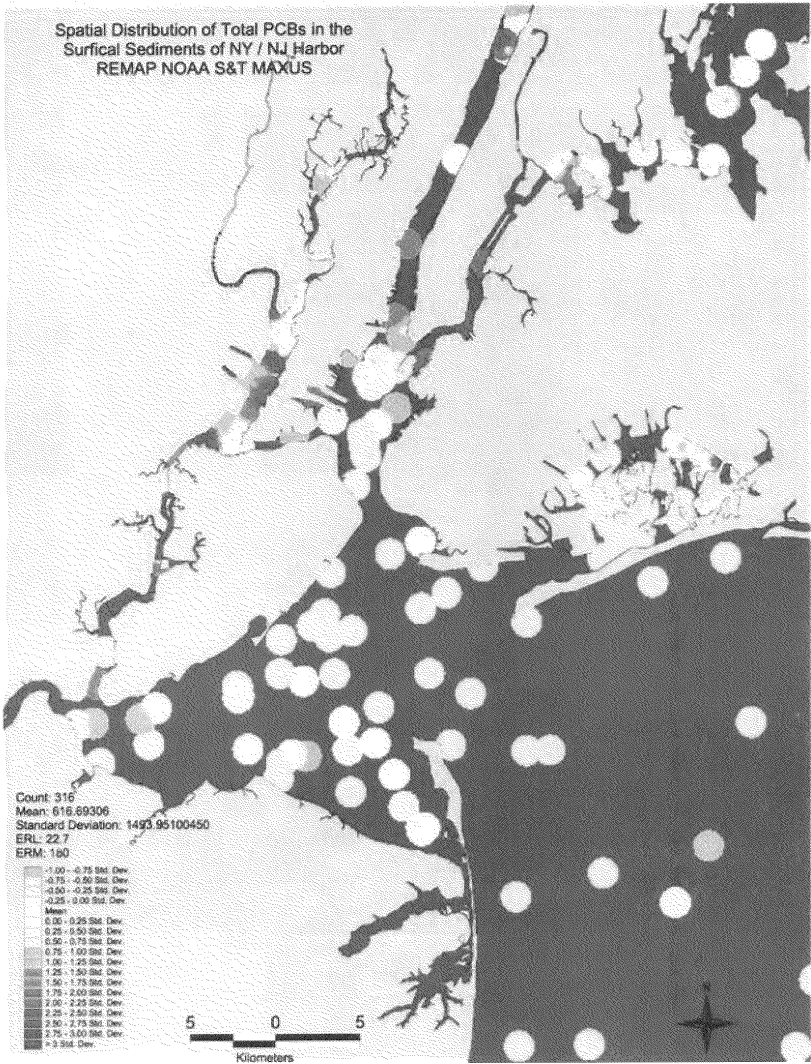 Spatial Distribution of Total PCBs in the
Surfical Sediments of NY / NJ Harbor
REMAP NOAA S&T MAXUS
Count: 316
Mean: 616.69306
Standard Deviation: 1493.95100450
ERL: 22.7
ERM: 180
-1.00 - -0.75 Std. Dev.
-0.75 - -0.50 Std. Dev.
-0.50 - -0.25 Std. Dev.
-0.25 - 0.00 Std. Dev.
Mean
0.00 - 0.25 Std. Dev.
0.25 - 0.50 Std. Dev.
0.50 - 0.75 Std. Dev.
0.75 - 1.00 Std. Dev.
1.00 - 1.25 Std. Dev.
1.25 - 1.50 Std. Dev.
1.50 - 1.75 Std. Dev.
1.75 - 2.00 Std. Dev.
2.00 - 2.25 Std. Dev.
2.25 - 2.50 Std. Dev.
2.50 - 2.75 Std. Dev.
2.75 - 3.00 Std. Dev.
> 3 Std. Dev.
5 0 5
Kilometers
N